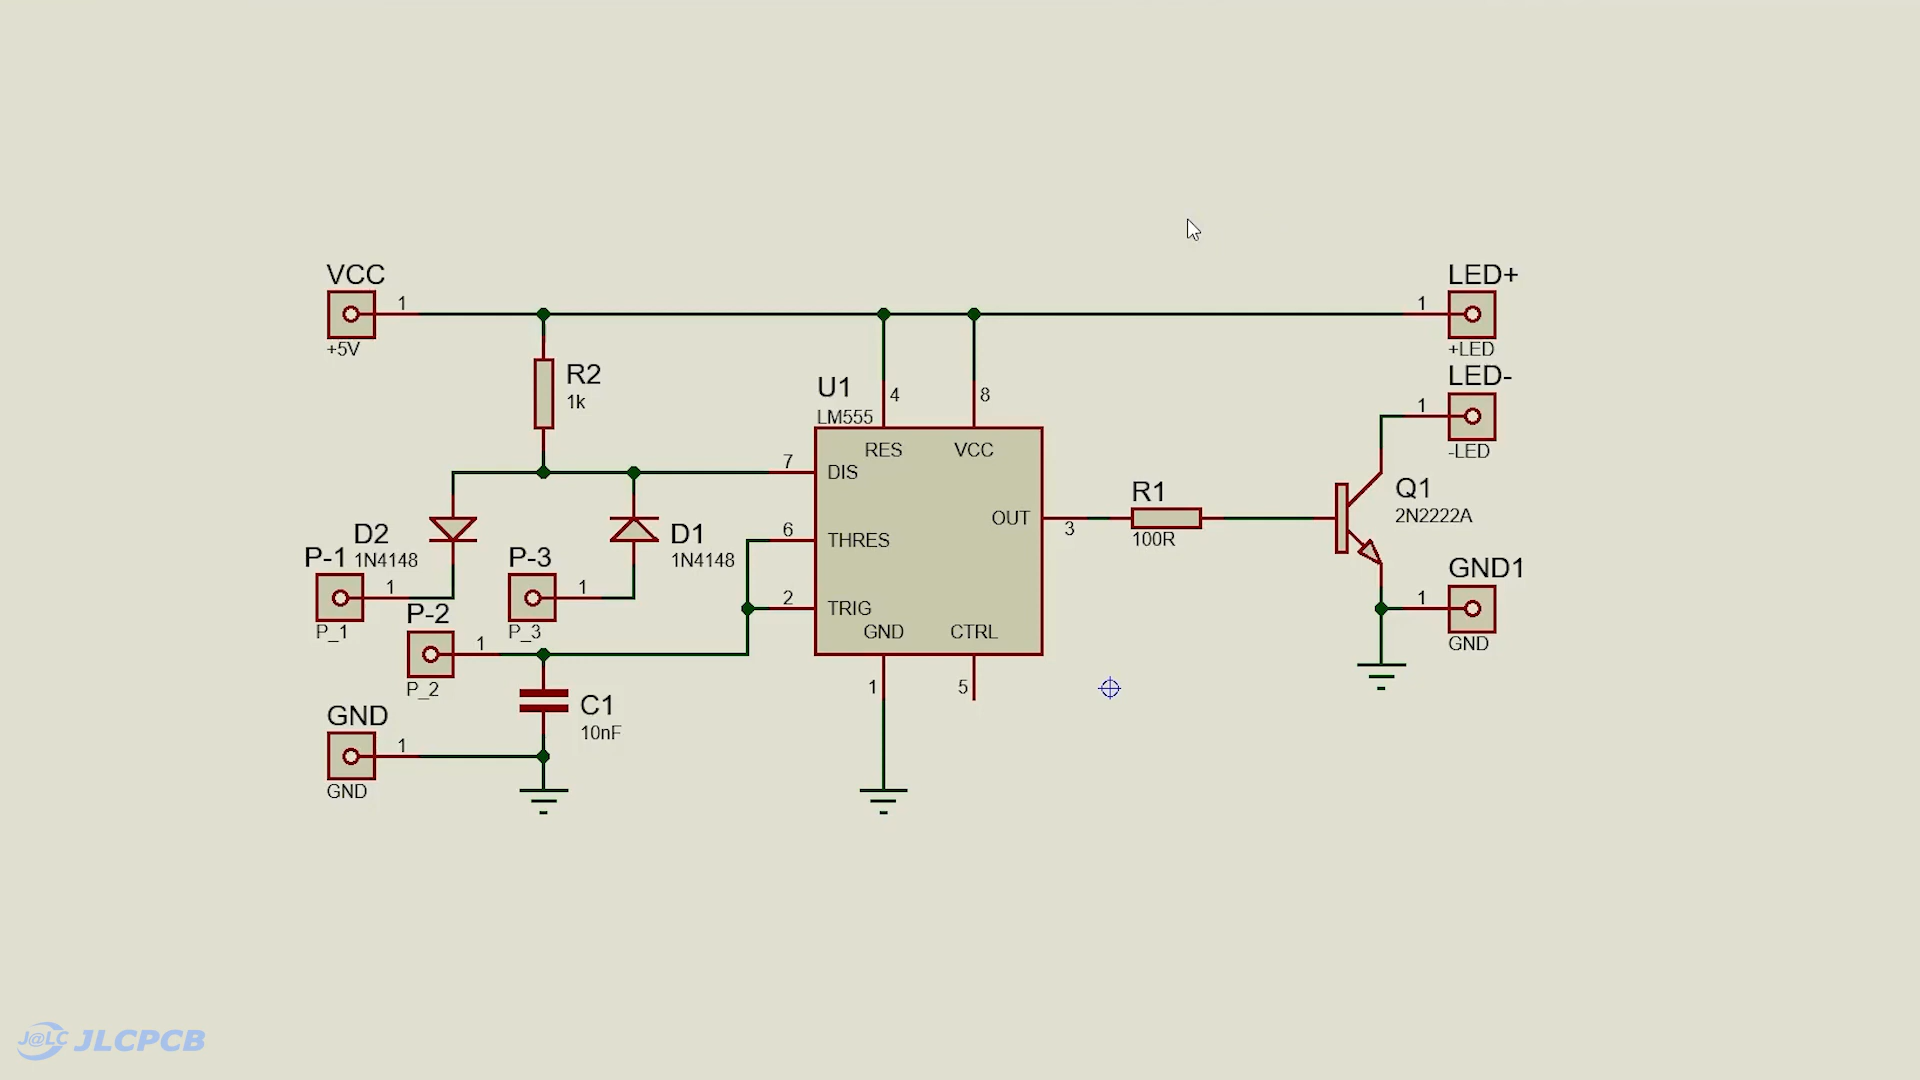 VCC
1
+5V
R2
1k
U1
LM555
4
8
RES
VCC
7
DIS
6
THRES
2
TRIG
GND
CTRL
OUT
3
1
5
D2
1N4148
D1
1N4148
P-1
1
P_1
P-3
1
P_3
P-2
1
P_2
C1
10nF
GND
1
GND
R1
100R
Q1
2N2222A
LED+
1
+LED
LED-
1
-LED
GND1
1
GND
J@LC JLCPCB